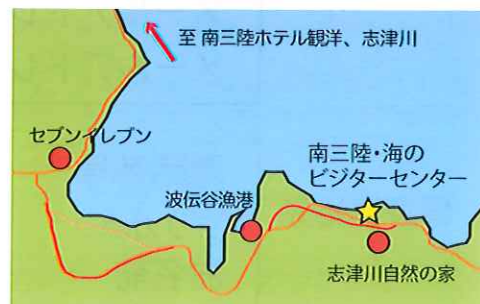 至 南三陸ホテル観洋、志津川
セブンイレブン
南三陸・海の
ビジターセンター
波伝谷漁港
志津川自然の家